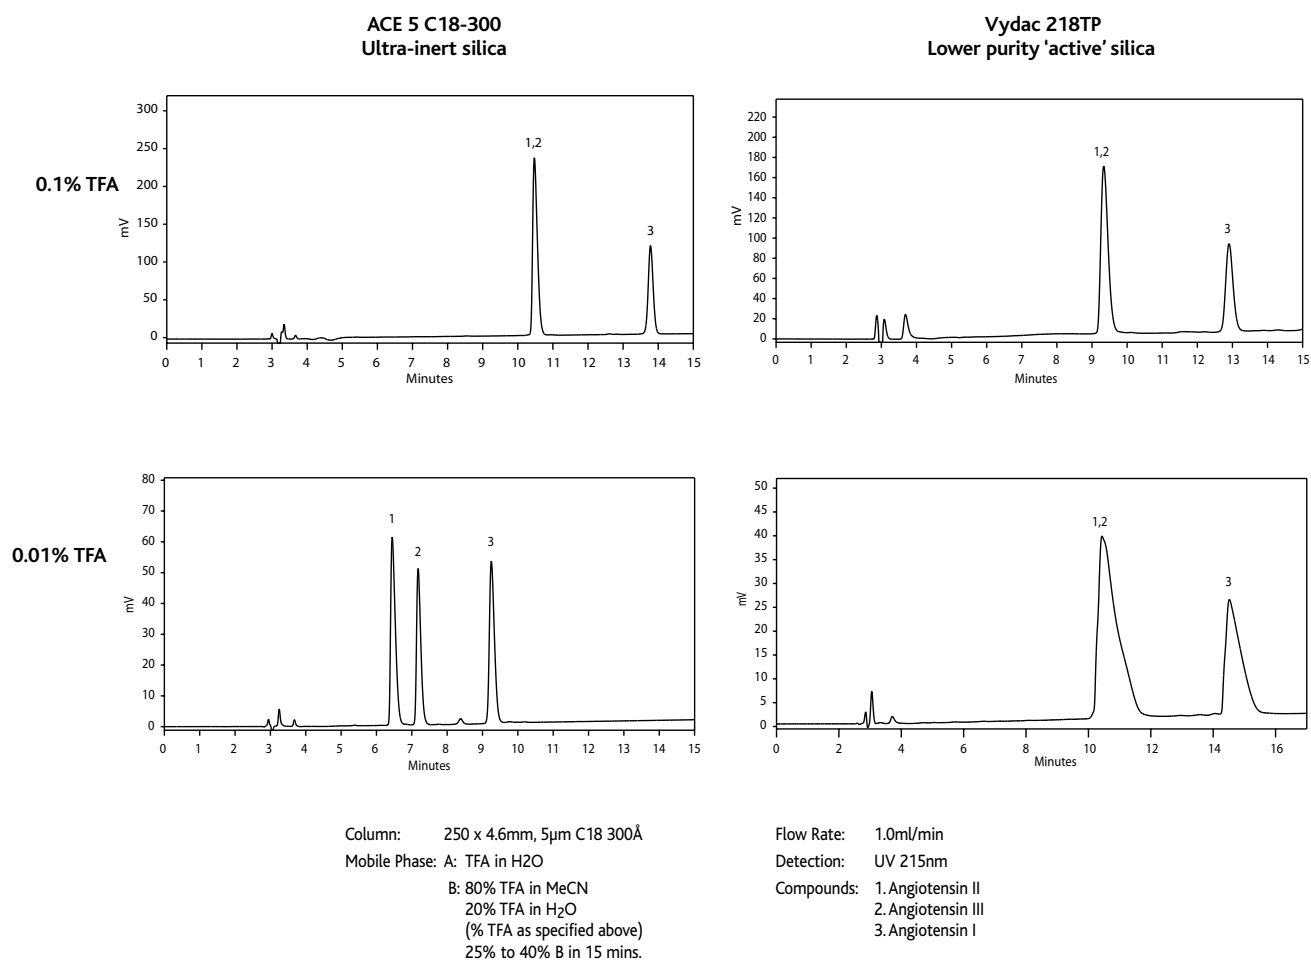 ACE 5 C18-300
Ultra-inert silica
Vydac 218TP
Lower purity ‘active’ silica
0.1% TFA
300
250
200
150
100
50
0
mV
1,2
3
0 1 2 3 4 5 6 7 8 9 10 11 12 13 14 15
Minutes
220
200
180
160
140
120
100
80
60
40
20
0
mV
1,2
3
0 1 2 3 4 5 6 7 8 9 10 11 12 13 14 15
Minutes
0.01% TFA
80
70
60
50
40
30
20
10
0
mV
1
2
3
0 1 2 3 4 5 6 7 8 9 10 11 12 13 14 15
Minutes
50
45
40
35
30
25
20
15
10
5
0
mV
1,2
3
0 2 4 6 8 10 12 14 16
Minutes
Column: 250 x 4.6mm, 5µm C18 300Å
Mobile Phase: A: TFA in H2O
B: 80% TFA in MeCN
20% TFA in H₂O
(% TFA as specified above)
25% to 40% B in 15 mins.
Flow Rate: 1.0ml/min
Detection: UV 215nm
Compounds: 1. Angiotensin II
2. Angiotensin III
3. Angiotensin I